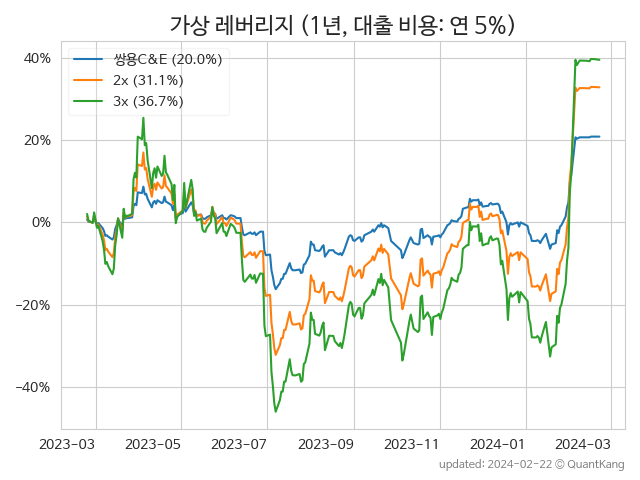 가상 레버리지 (1년, 대출 비용: 연 5%)
쌍용C&E (20.0%)
2x (31.1%)
3x (36.7%)
40%
20%
0%
−20%
−40%
2023-03 2023-05 2023-07 2023-09 2023-11 2024-01 2024-03
updated: 2024-02-22 © QuantKang